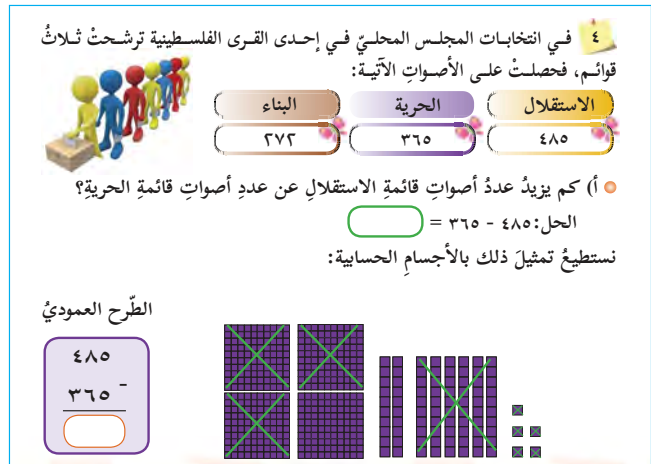 ٤ في انتخابات المجلس المحليّ في إحدى القرى الفلسطينية ترشحتْ ثلاثُ
قوائم، فحصلتْ على الأصواتِ الآتية:
الاستقلال الحرية البناء
٤٨٥ ٣٦٥ ٢٧٢
أ) كم يزيدُ عددُ أصواتِ قائمةِ الاستقلالِ عن عددِ أصواتِ قائمةِ الحريةِ؟
الحل: ٤٨٥ - ٣٦٥ =
نستطيعُ تمثيلَ ذلك بالأجسامِ الحسابية:
الطّرح العموديُ
٤٨٥
٣٦٥ -